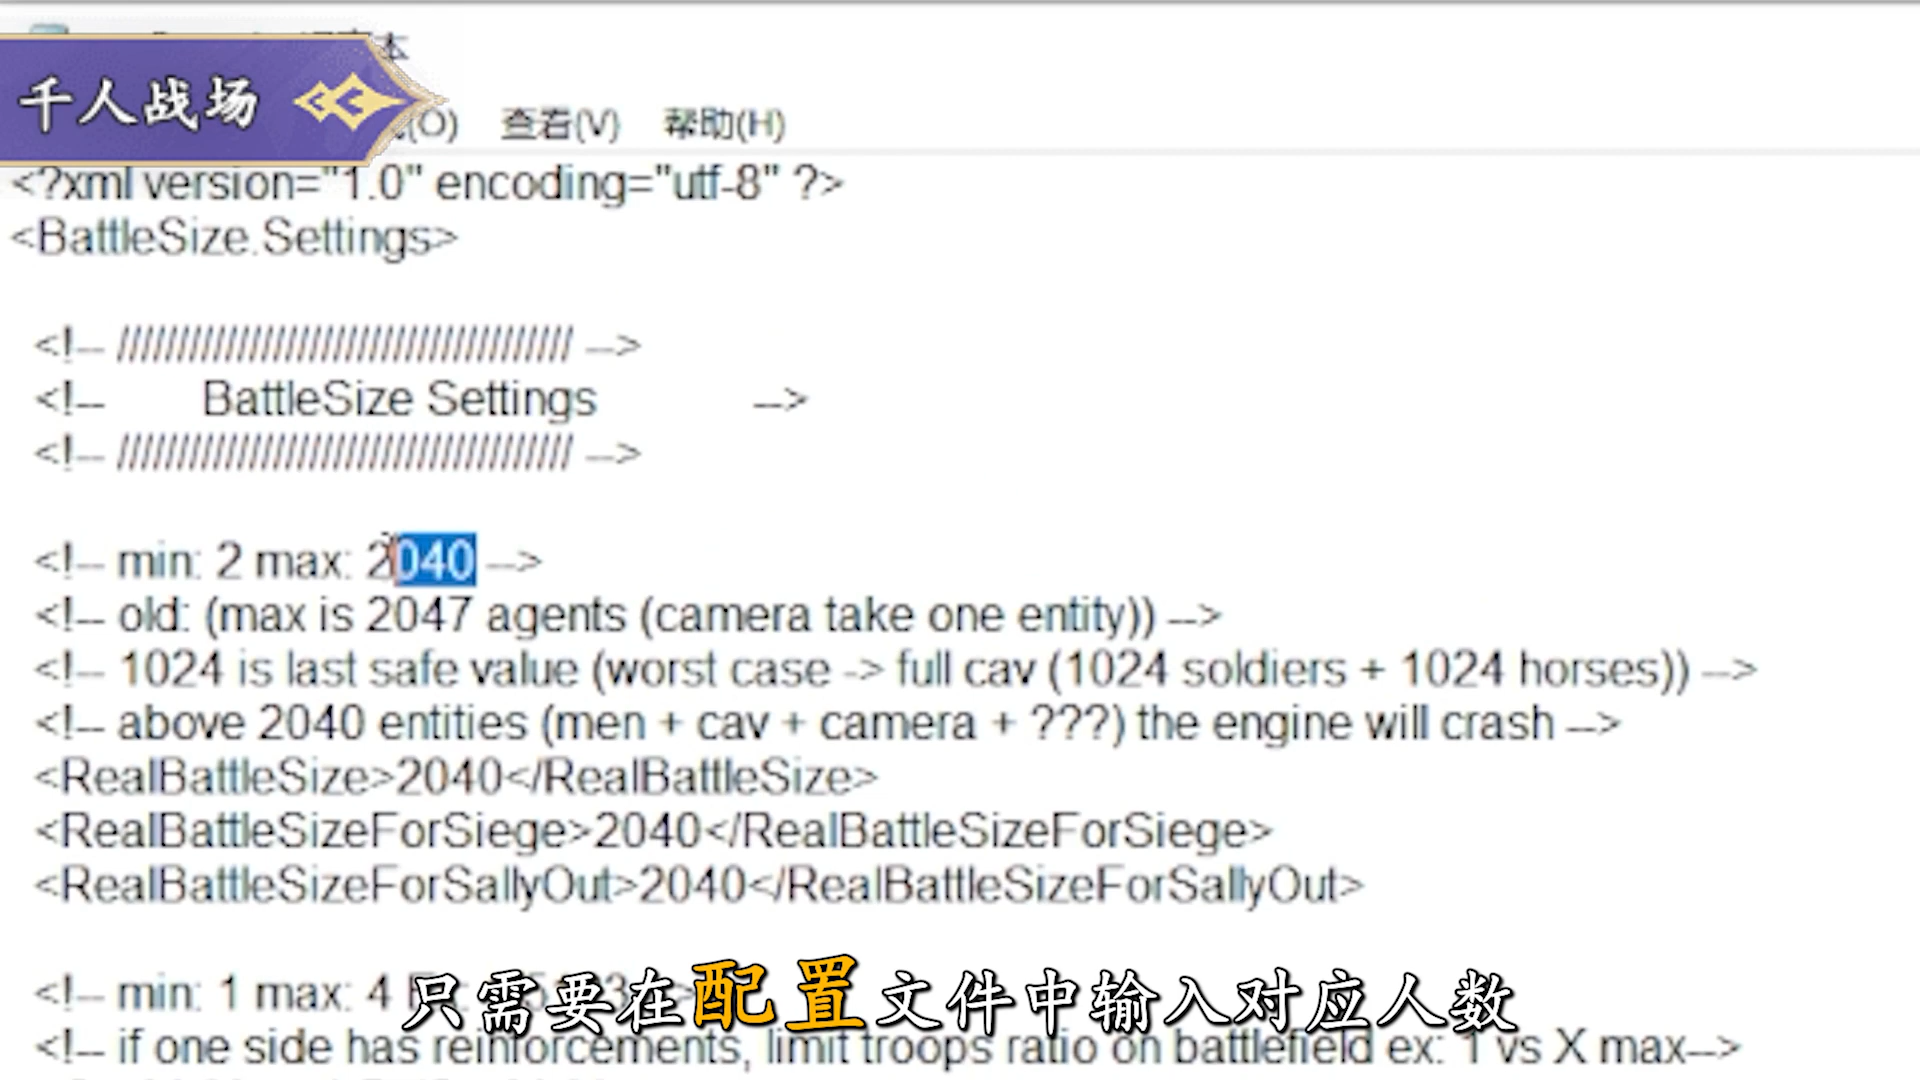 千人战场
(O) 查看(V) 帮助(H)
<?xml version="1.0" encoding="utf-8" ?>
<BattleSize.Settings>
<!-- ////////////////////////////////////// -->
<!-- BattleSize Settings -->
<!-- ////////////////////////////////////// -->
<!-- min: 2 max: 2040 -->
<!-- old: (max is 2047 agents (camera take one entity)) -->
<!-- 1024 is last safe value (worst case -> full cav (1024 soldiers + 1024 horses)) -->
<!-- above 2040 entities (men + cav + camera + ???) the engine will crash -->
<RealBattleSize>2040</RealBattleSize>
<RealBattleSizeForSiege>2040</RealBattleSizeForSiege>
<RealBattleSizeForSallyOut>2040</RealBattleSizeForSallyOut>
<!-- min: 1 max: 4
只需要在配置文件中输入对应人数
<!-- if one side has reinforcements, limit troops ratio on battlefield ex: 1 vs X max-->